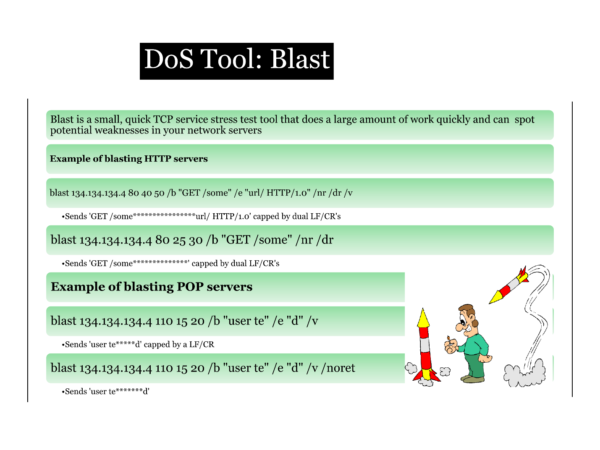 DoS Tool: Blast
Blast is a small, quick TCP service stress test tool that does a large amount of work quickly and can spot
potential weaknesses in your network servers
Example of blasting HTTP servers
blast 134.134.134.4 80 40 50 /b "GET /some" /e "url/ HTTP/1.0" /nr /dr /v
•Sends 'GET /some****************url/ HTTP/1.0' capped by dual LF/CR's
blast 134.134.134.4 80 25 30 /b "GET /some" /nr /dr
•Sends 'GET /some**************' capped by dual LF/CR's
Example of blasting POP servers
blast 134.134.134.4 110 15 20 /b "user te" /e "d" /v
•Sends 'user te*****d' capped by a LF/CR
blast 134.134.134.4 110 15 20 /b "user te" /e "d" /v /noret
•Sends 'user te*******d'